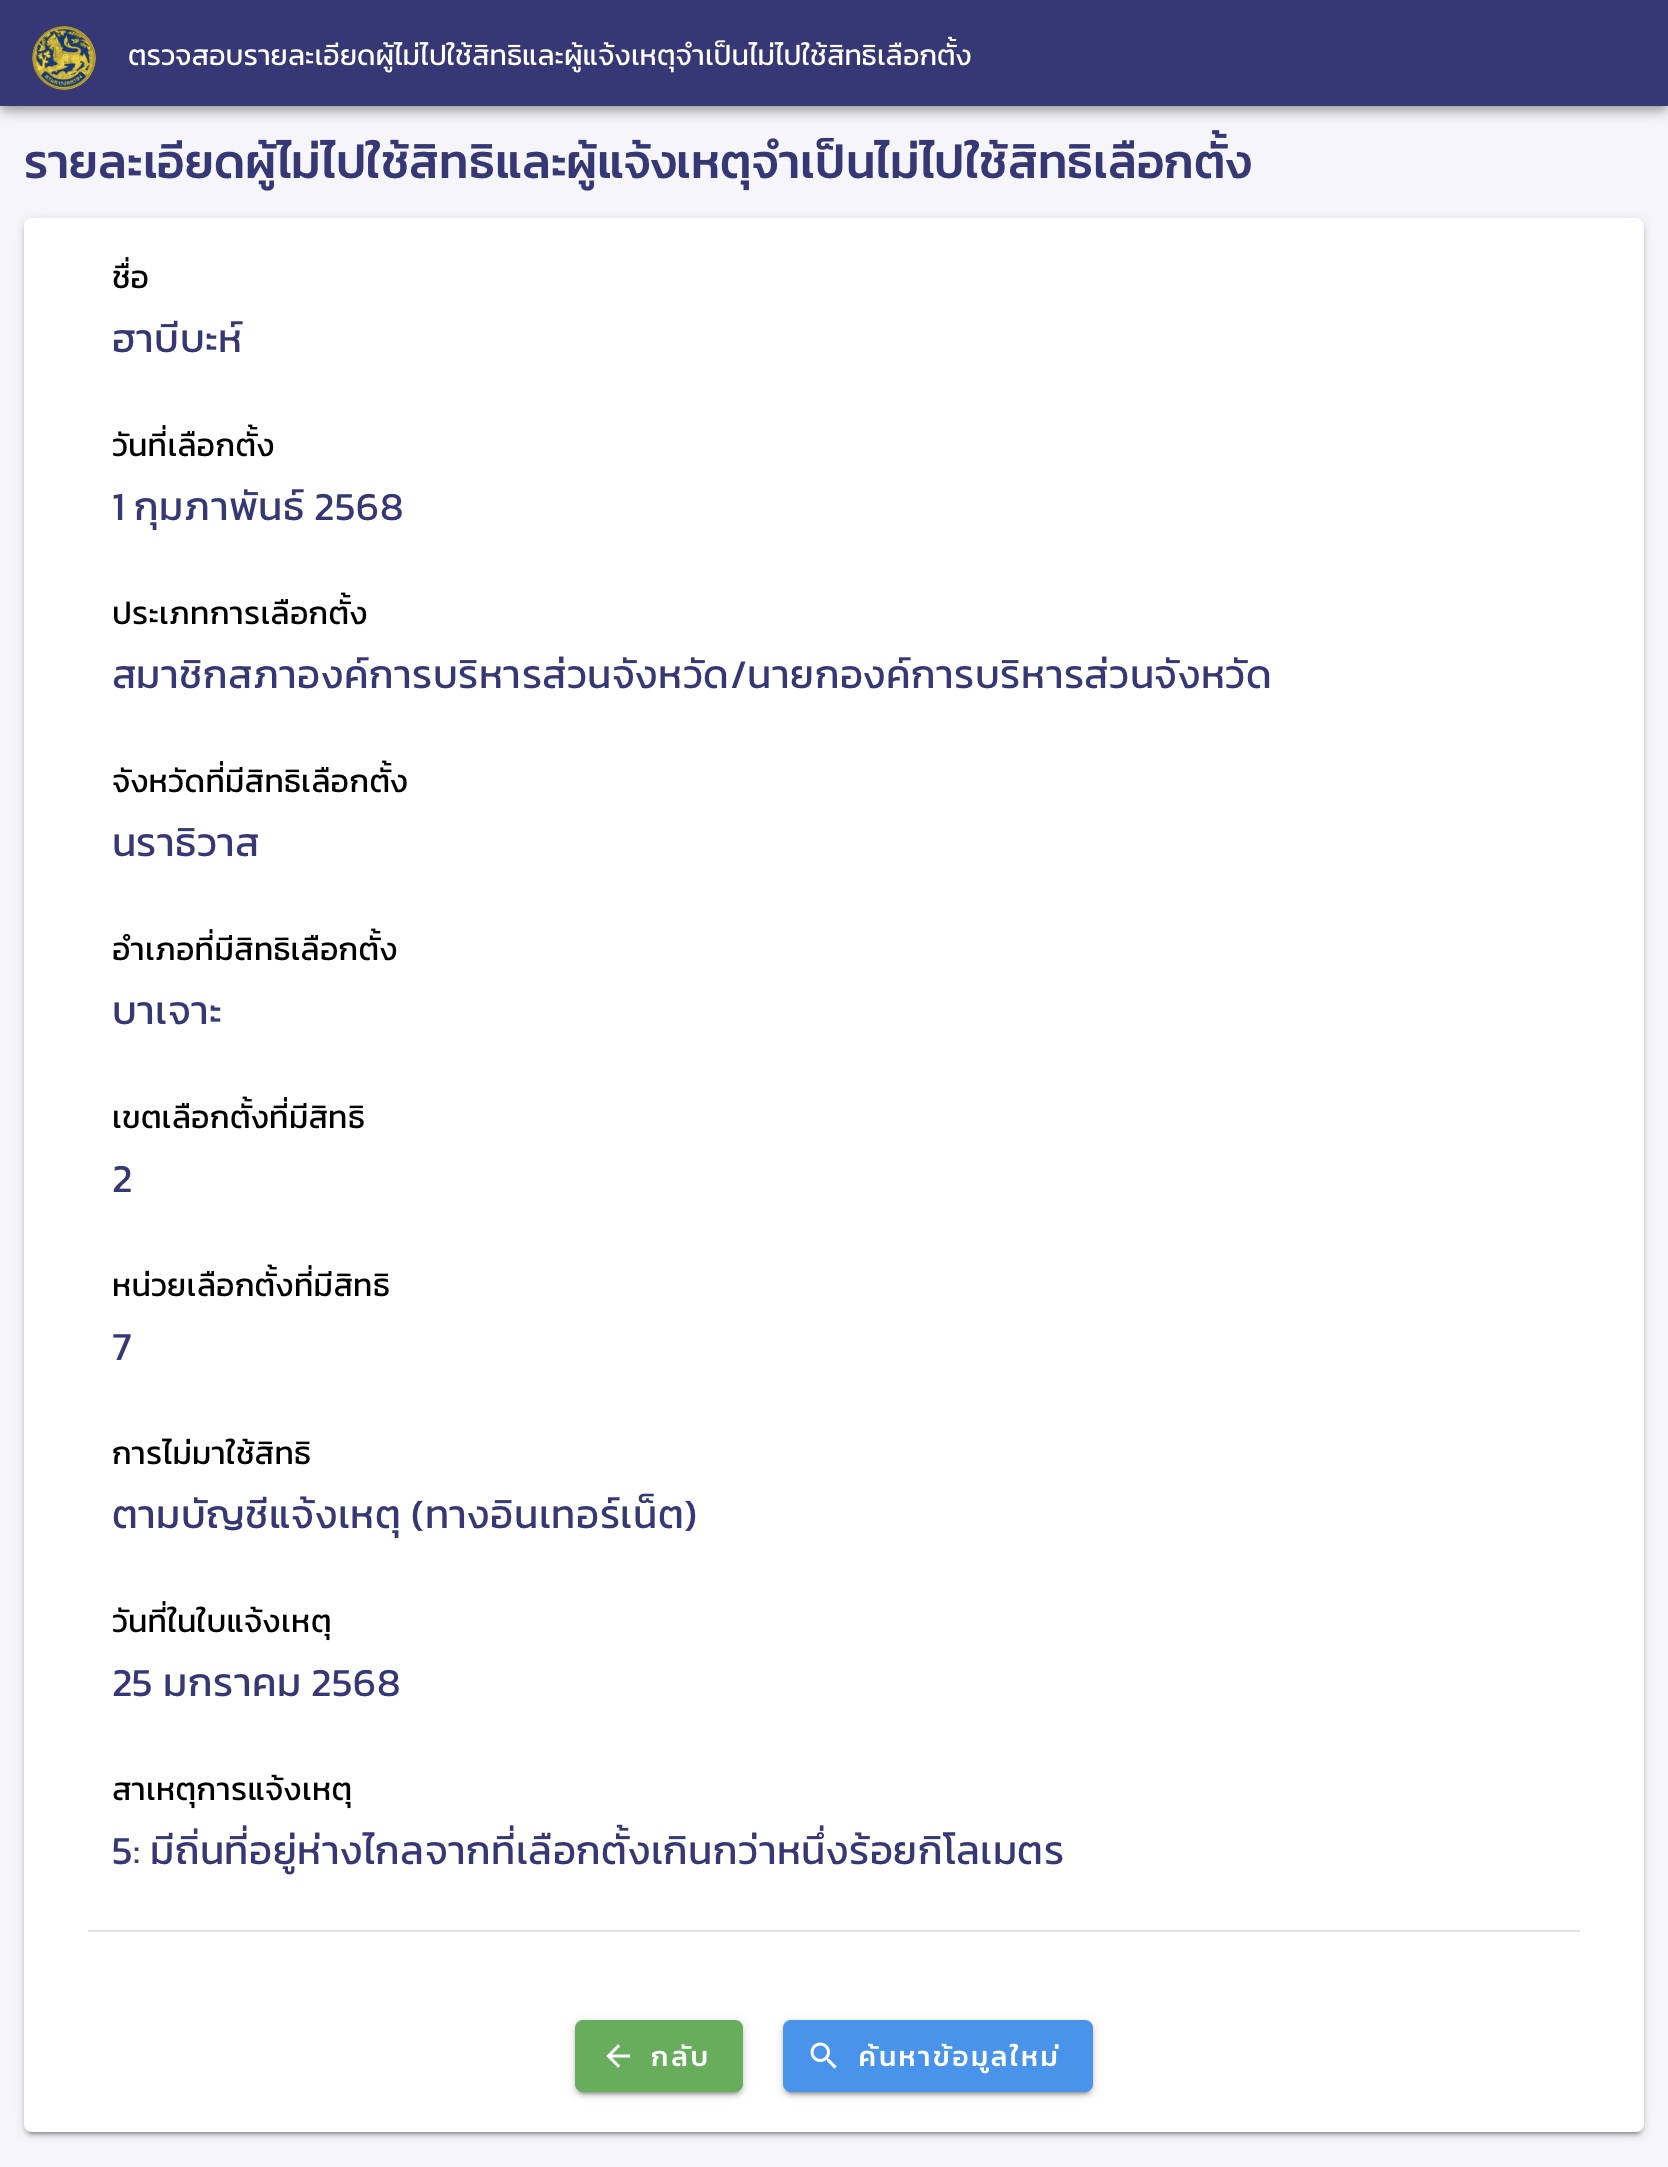 ตรวจสอบรายละเอียดผู้ไม่ไปใช้สิทธิและผู้แจ้งเหตุจำเป็นไม่ไปใช้สิทธิเลือกตั้ง
รายละเอียดผู้ไม่ไปใช้สิทธิและผู้แจ้งเหตุจำเป็นไม่ไปใช้สิทธิเลือกตั้ง
ชื่อ
ฮาบีบะห์
วันที่เลือกตั้ง
1 กุมภาพันธ์ 2568
ประเภทการเลือกตั้ง
สมาชิกสภาองค์การบริหารส่วนจังหวัด/นายกองค์การบริหารส่วนจังหวัด
จังหวัดที่มีสิทธิเลือกตั้ง
นราธิวาส
อำเภอที่มีสิทธิเลือกตั้ง
บาเจาะ
เขตเลือกตั้งที่มีสิทธิ
2
หน่วยเลือกตั้งที่มีสิทธิ
7
การไม่มาใช้สิทธิ
ตามบัญชีแจ้งเหตุ (ทางอินเทอร์เน็ต)
วันที่ในใบแจ้งเหตุ
25 มกราคม 2568
สาเหตุการแจ้งเหตุ
5: มีถิ่นที่อยู่ห่างไกลจากที่เลือกตั้งเกินกว่าหนึ่งร้อยกิโลเมตร
กลับ
ค้นหาข้อมูลใหม่